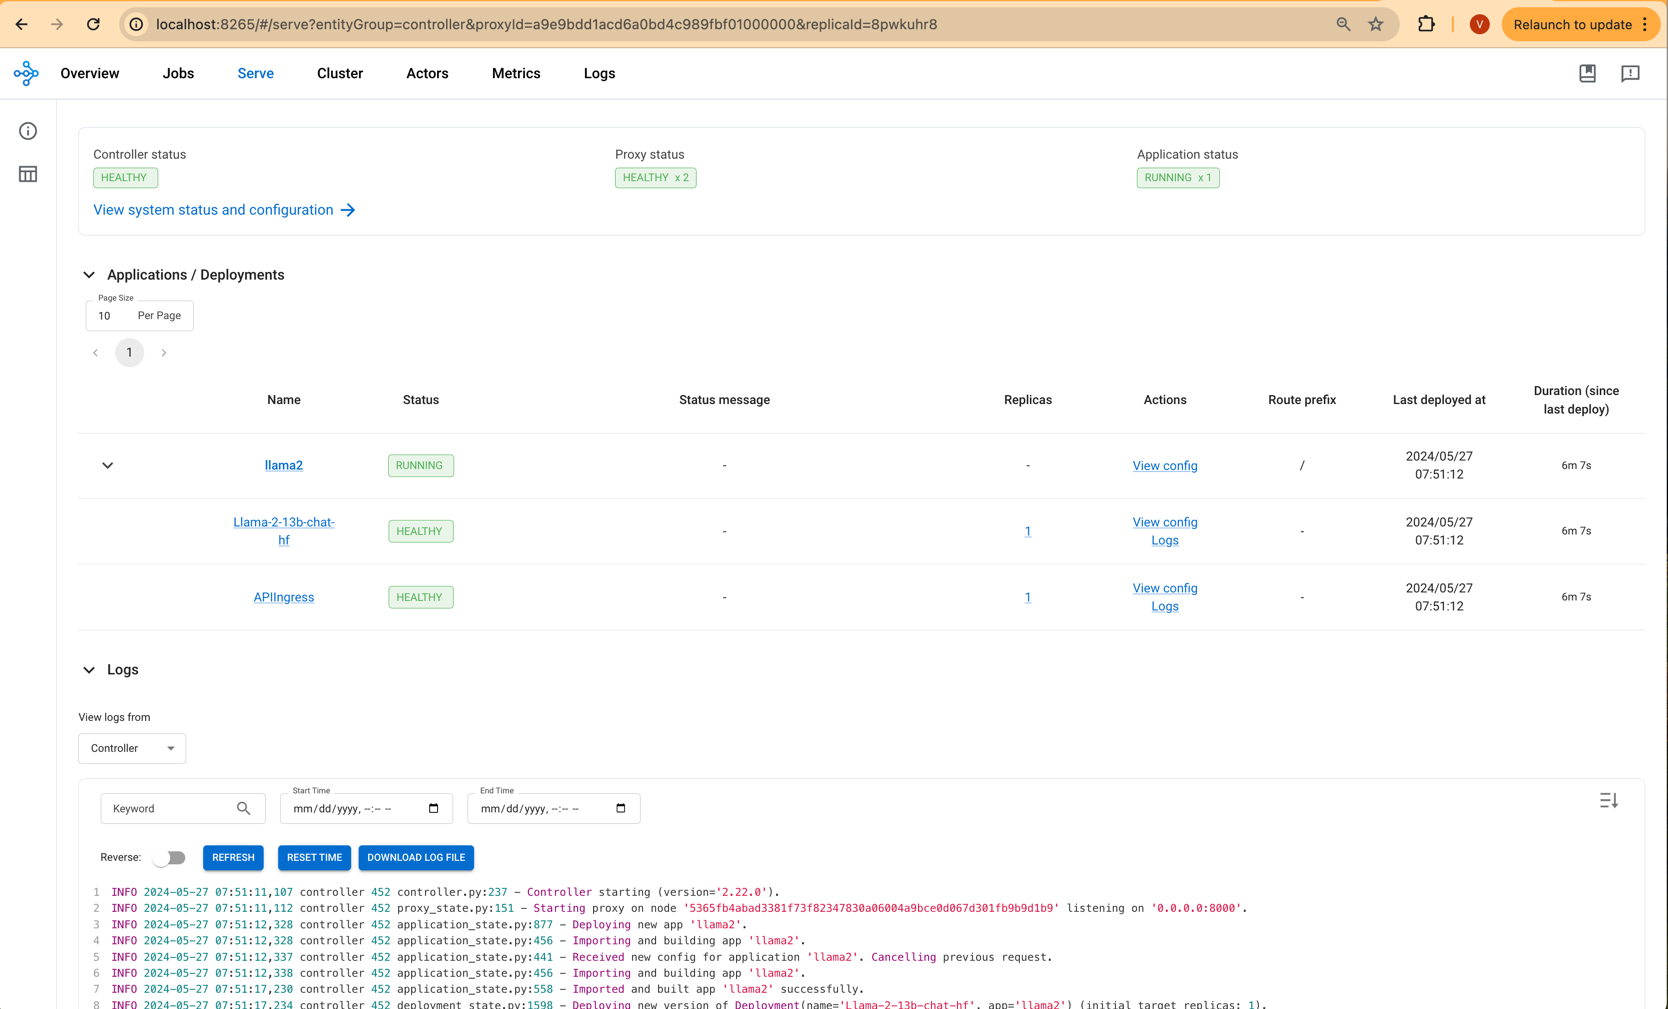 localhost:8265/#/serve?entityGroup=controller&proxyId=a9e9bdd1acd6a0bd4c989fbf01000000&replicaId=8pwkuhr8
V
Relaunch to update
Overview Jobs Serve Cluster Actors Metrics Logs
Controller status Proxy status Application status
HEALTHY HEALTHY x 2 RUNNING x 1
View system status and configuration
Applications / Deployments
Page Size
10 Per Page
1
Name Status Status message Replicas Actions Route prefix Last deployed at Duration (since last deploy)
llama2 RUNNING - - View config / 2024/05/27 07:51:12 6m 7s
Llama-2-13b-chat-hf HEALTHY - 1 View config Logs - 2024/05/27 07:51:12 6m 7s
APIIngress HEALTHY - 1 View config Logs - 2024/05/27 07:51:12 6m 7s
Logs
View logs from
Controller
Start Time End Time
Keyword mm/dd/yyyy, --:-- -- mm/dd/yyyy, --:-- --
Reverse: REFRESH RESET TIME DOWNLOAD LOG FILE
1 INFO 2024-05-27 07:51:11,107 controller 452 controller.py:237 - Controller starting (version='2.22.0').
2 INFO 2024-05-27 07:51:11,112 controller 452 proxy_state.py:151 - Starting proxy on node '5365fb4abad3381f73f82347830a06004a9bce0d067d301fb9b9d1b9' listening on '0.0.0.0:8000'.
3 INFO 2024-05-27 07:51:12,328 controller 452 application_state.py:877 - Deploying new app 'llama2'.
4 INFO 2024-05-27 07:51:12,328 controller 452 application_state.py:456 - Importing and building app 'llama2'.
5 INFO 2024-05-27 07:51:12,337 controller 452 application_state.py:441 - Received new config for application 'llama2'. Cancelling previous request.
6 INFO 2024-05-27 07:51:12,338 controller 452 application_state.py:456 - Importing and building app 'llama2'.
7 INFO 2024-05-27 07:51:17,230 controller 452 application_state.py:558 - Imported and built app 'llama2' successfully.
8 INFO 2024-05-27 07:51:17,234 controller 452 deployment_state.py:1598 - Deploying new version of Deployment(name='Llama-2-13b-chat-hf', app='llama2') (initial target replicas: 1).